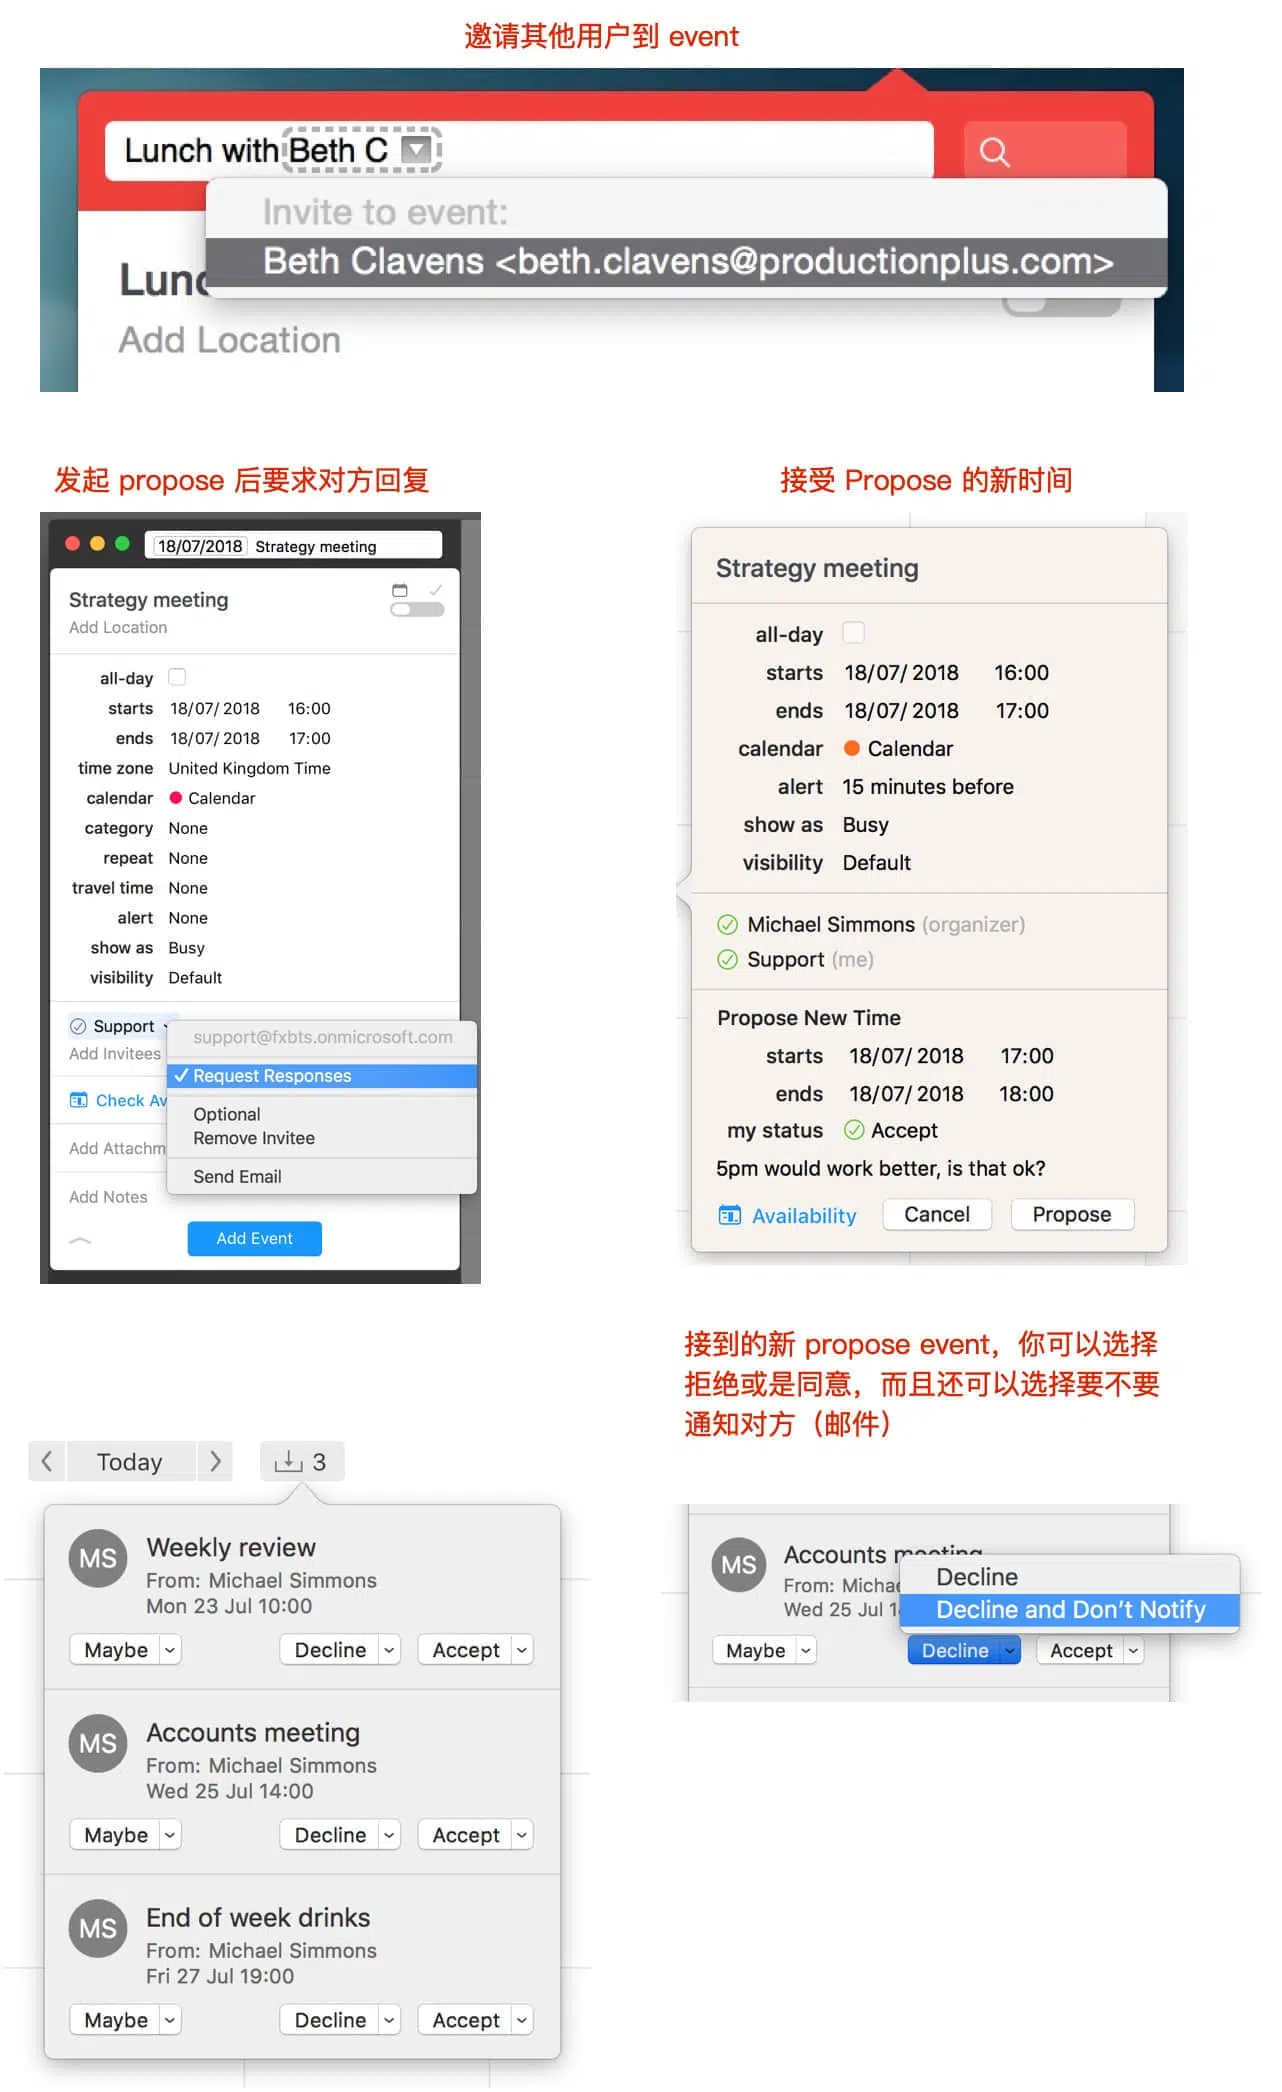 邀请其他用户到 event
Lunch with Beth C
Invite to event:
Beth Clavens <beth.clavens@productionplus.com>
Add Location
发起 propose 后要求对方回复
18/07/2018 Strategy meeting
Strategy meeting
Add Location
all-day
starts 18/07/2018 16:00
ends 18/07/2018 17:00
time zone United Kingdom Time
calendar Calendar
category None
repeat None
travel time None
alert None
show as Busy
visibility Default
Support
support@fxbts.onmicrosoft.com
Add Invitees
Request Responses
Check Av
Optional
Remove Invitee
Add Attachm
Send Email
Add Notes
Add Event
接受 Propose 的新时间
Strategy meeting
all-day
starts 18/07/2018 16:00
ends 18/07/2018 17:00
calendar Calendar
alert 15 minutes before
show as Busy
visibility Default
Michael Simmons (organizer)
Support (me)
Propose New Time
starts 18/07/2018 17:00
ends 18/07/2018 18:00
my status Accept
5pm would work better, is that ok?
Availability Cancel Propose
Today 3
MS Weekly review
From: Michael Simmons
Mon 23 Jul 10:00
Maybe Decline Accept
MS Accounts meeting
From: Michael Simmons
Wed 25 Jul 14:00
Maybe Decline Accept
MS End of week drinks
From: Michael Simmons
Fri 27 Jul 19:00
Maybe Decline Accept
接到的新 propose event，你可以选择
拒绝或是同意，而且还可以选择要不要
通知对方（邮件）
MS Accounts meeting
From: Micha
Wed 25 Jul 1
Decline
Decline and Don't Notify
Maybe Decline Accept